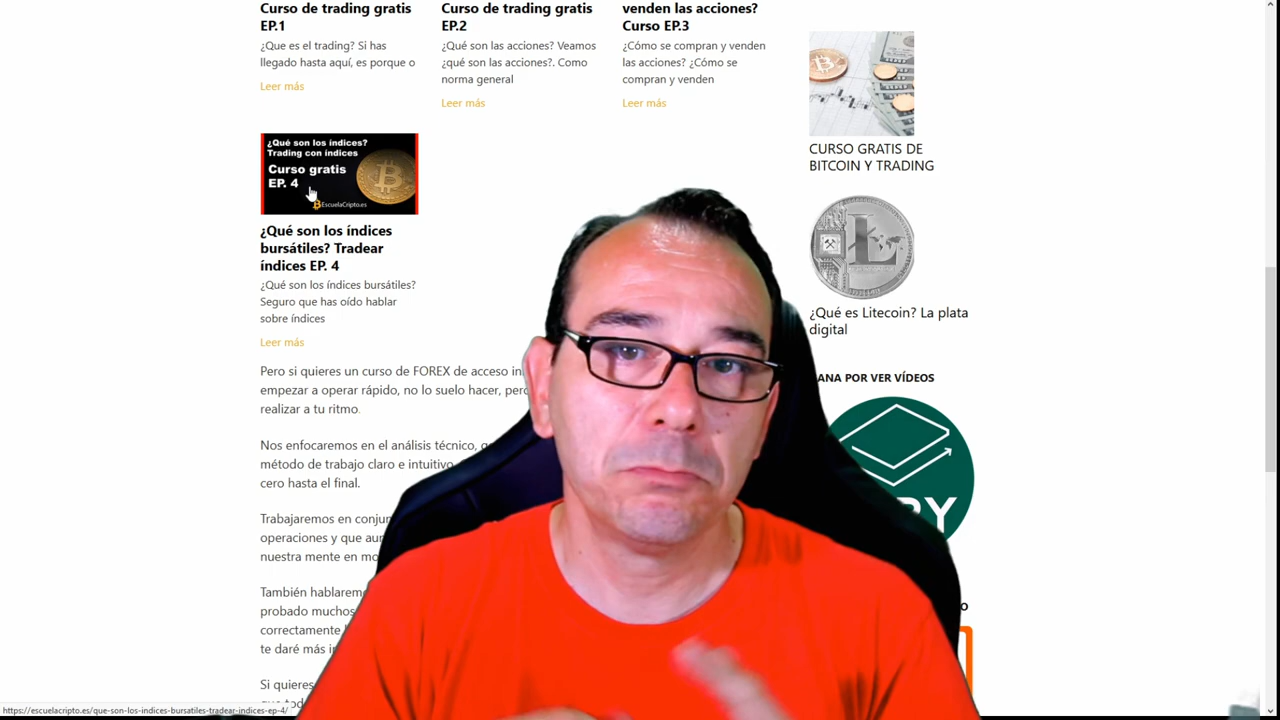 Curso de trading gratis
EP.1
¿Que es el trading? Si has
llegado hasta aquí, es porque o
Leer más
Curso de trading gratis
EP.2
¿Qué son las acciones? Veamos
¿qué son las acciones?. Como
norma general
Leer más
venden las acciones?
Curso EP.3
¿Cómo se compran y venden
las acciones? ¿Cómo se
compran y venden
Leer más
¿Qué son los índices?
Trading con índices
Curso gratis
EP. 4
EscuelaCripto.es
¿Qué son los índices
bursátiles? Tradear
índices EP. 4
¿Qué son los índices bursátiles?
Seguro que has oído hablar
sobre índices
Leer más
Pero si quieres un curso de FOREX de acceso
empezar a operar rápido, no lo suelo hacer,
realizar a tu ritmo.
Nos enfocaremos en el análisis técnico,
método de trabajo claro e intuitivo
cero hasta el final.
Trabajaremos en
operaciones y que
nuestra mente en
También
probado muchos
correctamente
te daré más
Si quieres
CURSO GRATIS DE
BITCOIN Y TRADING
¿Qué es Litecoin? La plata
digital
ANA POR VER VÍDEOS
RY
https://escuelacripto.es/que-son-los-indices-bursatiles-tradear-indices-ep-4/